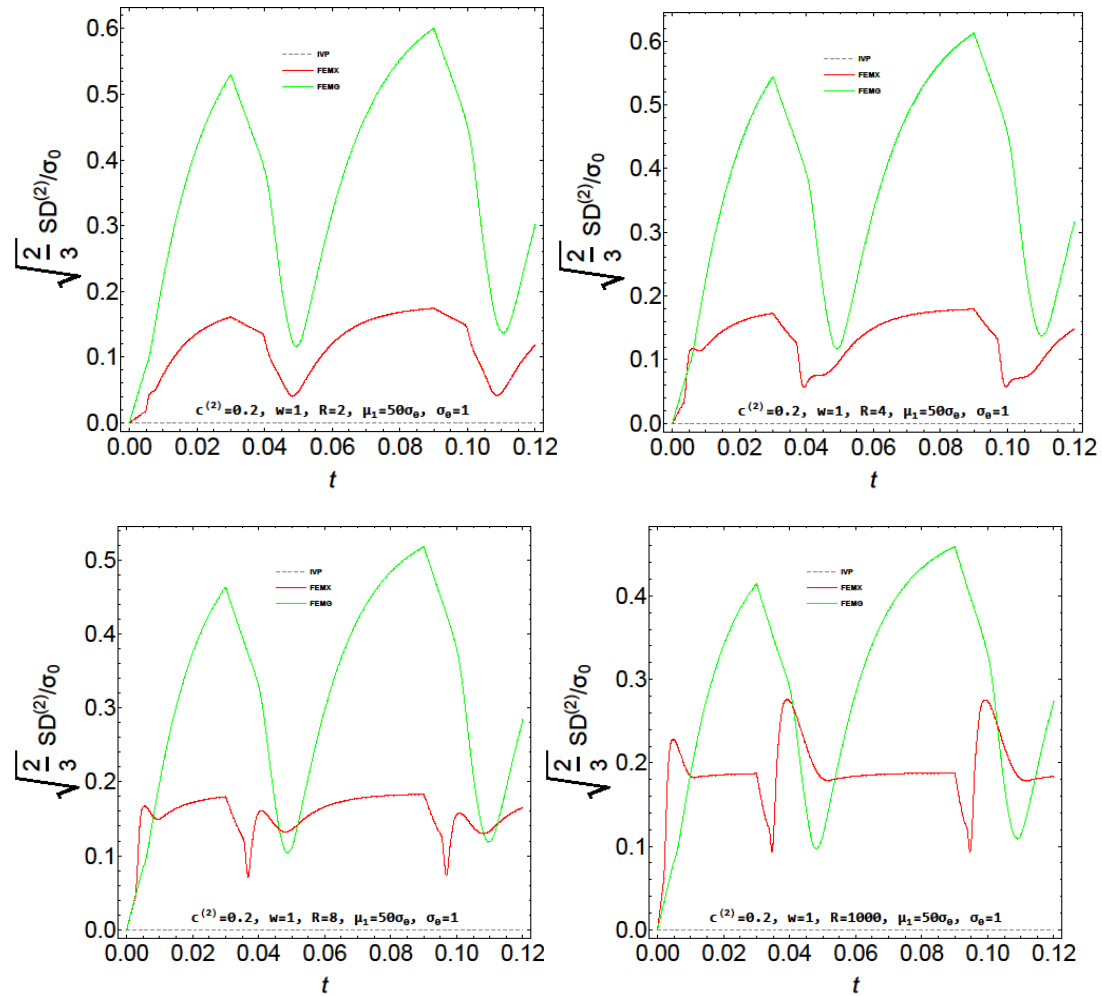 0.6
0.5
0.4
0.3
0.2
0.1
0.0
√2/3 SD⁽²⁾/σ₀
IVP
FEMX
FEMG
c⁽²⁾=0.2, w=1, R=2, μ₁=50σ₀, σ₀=1
0.00 0.02 0.04 0.06 0.08 0.10 0.12
t
0.6
0.5
0.4
0.3
0.2
0.1
0.0
√2/3 SD⁽²⁾/σ₀
IVP
FEMX
FEMG
c⁽²⁾=0.2, w=1, R=4, μ₁=50σ₀, σ₀=1
0.00 0.02 0.04 0.06 0.08 0.10 0.12
t
0.5
0.4
0.3
0.2
0.1
0.0
√2/3 SD⁽²⁾/σ₀
IVP
FEMX
FEMG
c⁽²⁾=0.2, w=1, R=8, μ₁=50σ₀, σ₀=1
0.00 0.02 0.04 0.06 0.08 0.10 0.12
t
0.4
0.3
0.2
0.1
0.0
√2/3 SD⁽²⁾/σ₀
IVP
FEMX
FEMG
c⁽²⁾=0.2, w=1, R=1000, μ₁=50σ₀, σ₀=1
0.00 0.02 0.04 0.06 0.08 0.10 0.12
t